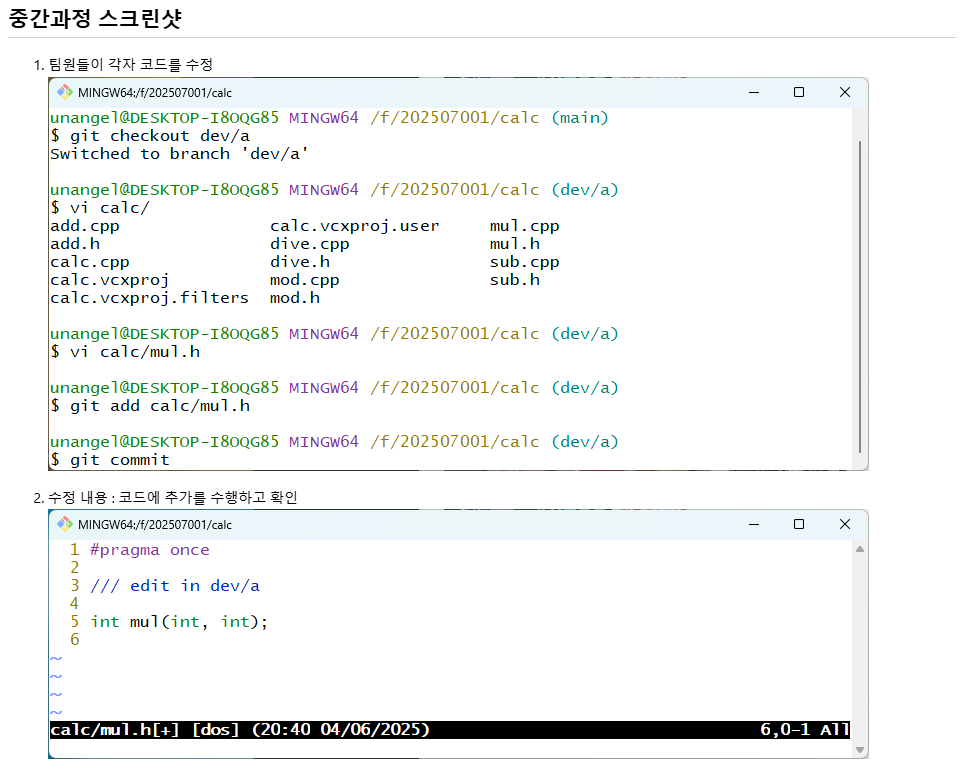 중간과정 스크린샷
1. 팀원들이 각자 코드를 수정
MINGW64:/f/202507001/calc
unangel@DESKTOP-I8OQG85 MINGW64 /f/202507001/calc (main)
$ git checkout dev/a
Switched to branch 'dev/a'
unangel@DESKTOP-I8OQG85 MINGW64 /f/202507001/calc (dev/a)
$ vi calc/
add.cpp calc.vcxproj.user mul.cpp
add.h dive.cpp mul.h
calc.cpp dive.h sub.cpp
calc.vcxproj mod.cpp sub.h
calc.vcxproj.filters mod.h
unangel@DESKTOP-I8OQG85 MINGW64 /f/202507001/calc (dev/a)
$ vi calc/mul.h
unangel@DESKTOP-I8OQG85 MINGW64 /f/202507001/calc (dev/a)
$ git add calc/mul.h
unangel@DESKTOP-I8OQG85 MINGW64 /f/202507001/calc (dev/a)
$ git commit
2. 수정 내용 : 코드에 추가를 수행하고 확인
MINGW64:/f/202507001/calc
1 #pragma once
2
3 /// edit in dev/a
4
5 int mul(int, int);
6
~
~
~
~
calc/mul.h[+] [dos] (20:40 04/06/2025) 6,0-1 All